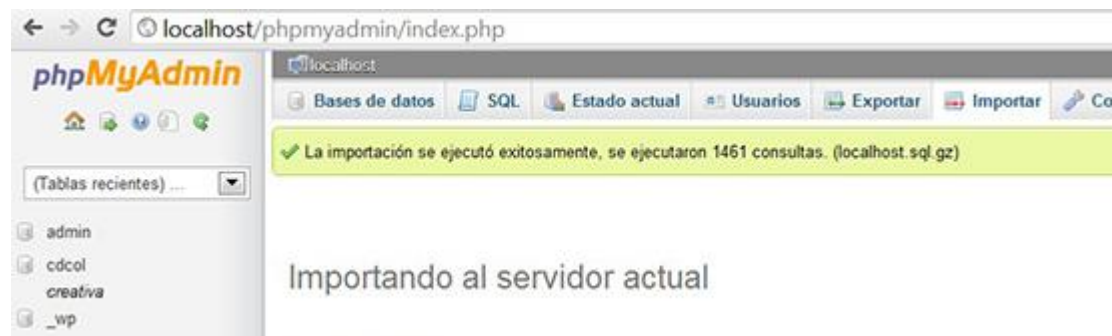 localhost/phpmyadmin/index.php
phpMyAdmin
localhost
Bases de datos SQL Estado actual Usuarios Exportar Importar Co
La importación se ejecutó exitosamente, se ejecutaron 1461 consultas. (localhost.sql.gz)
(Tablas recientes) ...
admin
cdcol
creativa
_wp
Importando al servidor actual